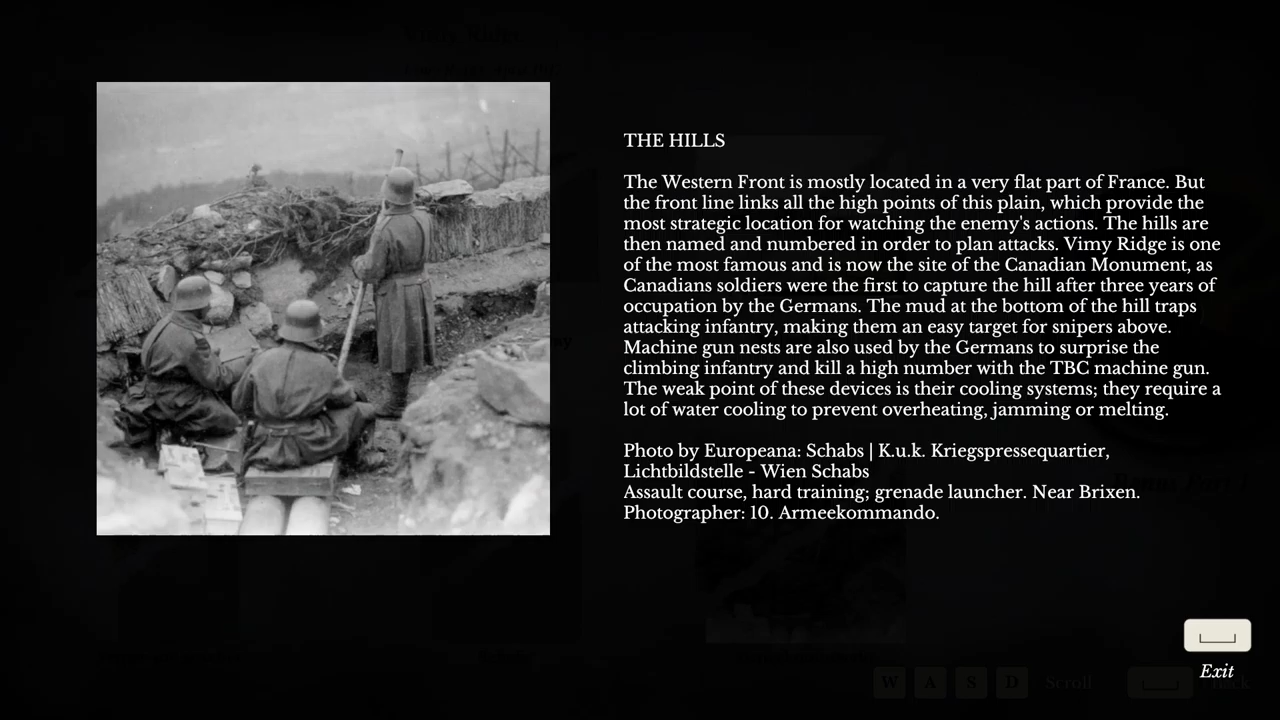 THE HILLS
The Western Front is mostly located in a very flat part of France. But
the front line links all the high points of this plain, which provide the
most strategic location for watching the enemy's actions. The hills are
then named and numbered in order to plan attacks. Vimy Ridge is one
of the most famous and is now the site of the Canadian Monument, as
Canadians soldiers were the first to capture the hill after three years of
occupation by the Germans. The mud at the bottom of the hill traps
attacking infantry, making them an easy target for snipers above.
Machine gun nests are also used by the Germans to surprise the
climbing infantry and kill a high number with the TBC machine gun.
The weak point of these devices is their cooling systems; they require a
lot of water cooling to prevent overheating, jamming or melting.
Photo by Europeana: Schabs | K.u.k. Kriegspressequartier,
Lichtbildstelle - Wien Schabs
Assault course, hard training; grenade launcher. Near Brixen.
Photographer: 10. Armeekommando.
Exit
W A S D Scroll